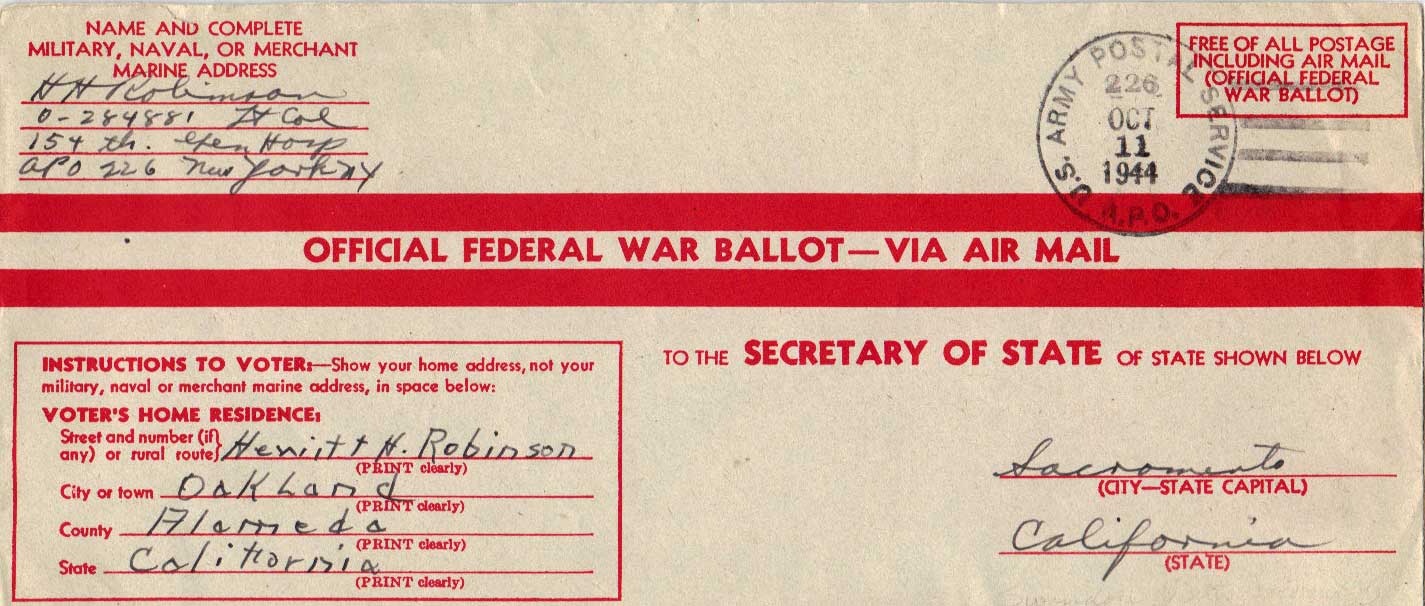 NAME AND COMPLETE
MILITARY, NAVAL, OR MERCHANT
MARINE ADDRESS
HH Robinson
O-284881 Lt Col
154 th. Gen Hosp
APO 226 New York NY
U.S. ARMY POSTAL SERVICE
226
OCT
11
1944
A.P.O.
FREE OF ALL POSTAGE
INCLUDING AIR MAIL
(OFFICIAL FEDERAL
WAR BALLOT)
OFFICIAL FEDERAL WAR BALLOT—VIA AIR MAIL
INSTRUCTIONS TO VOTER:—Show your home address, not your
military, naval or merchant marine address, in space below:
VOTER'S HOME RESIDENCE:
Street and number (if
any) or rural route} Hewitt H. Robinson
(PRINT clearly)
City or town Oakland
(PRINT clearly)
County Alameda
(PRINT clearly)
State California
(PRINT clearly)
TO THE SECRETARY OF STATE OF STATE SHOWN BELOW
Sacramento
(CITY—STATE CAPITAL)
California
(STATE)